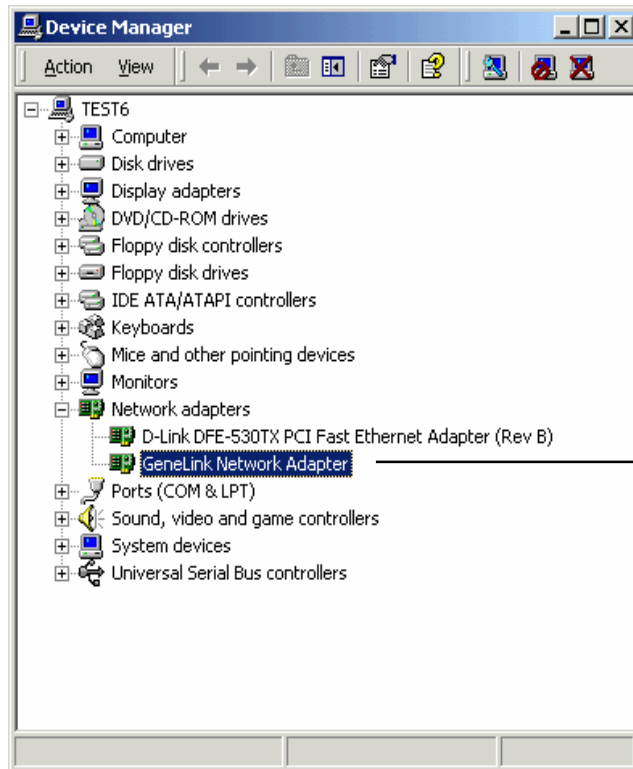 Device Manager
Action View
TEST6
Computer
Disk drives
Display adapters
DVD/CD-ROM drives
Floppy disk controllers
Floppy disk drives
IDE ATA/ATAPI controllers
Keyboards
Mice and other pointing devices
Monitors
Network adapters
D-Link DFE-530TX PCI Fast Ethernet Adapter (Rev B)
GeneLink Network Adapter
Ports (COM & LPT)
Sound, video and game controllers
System devices
Universal Serial Bus controllers